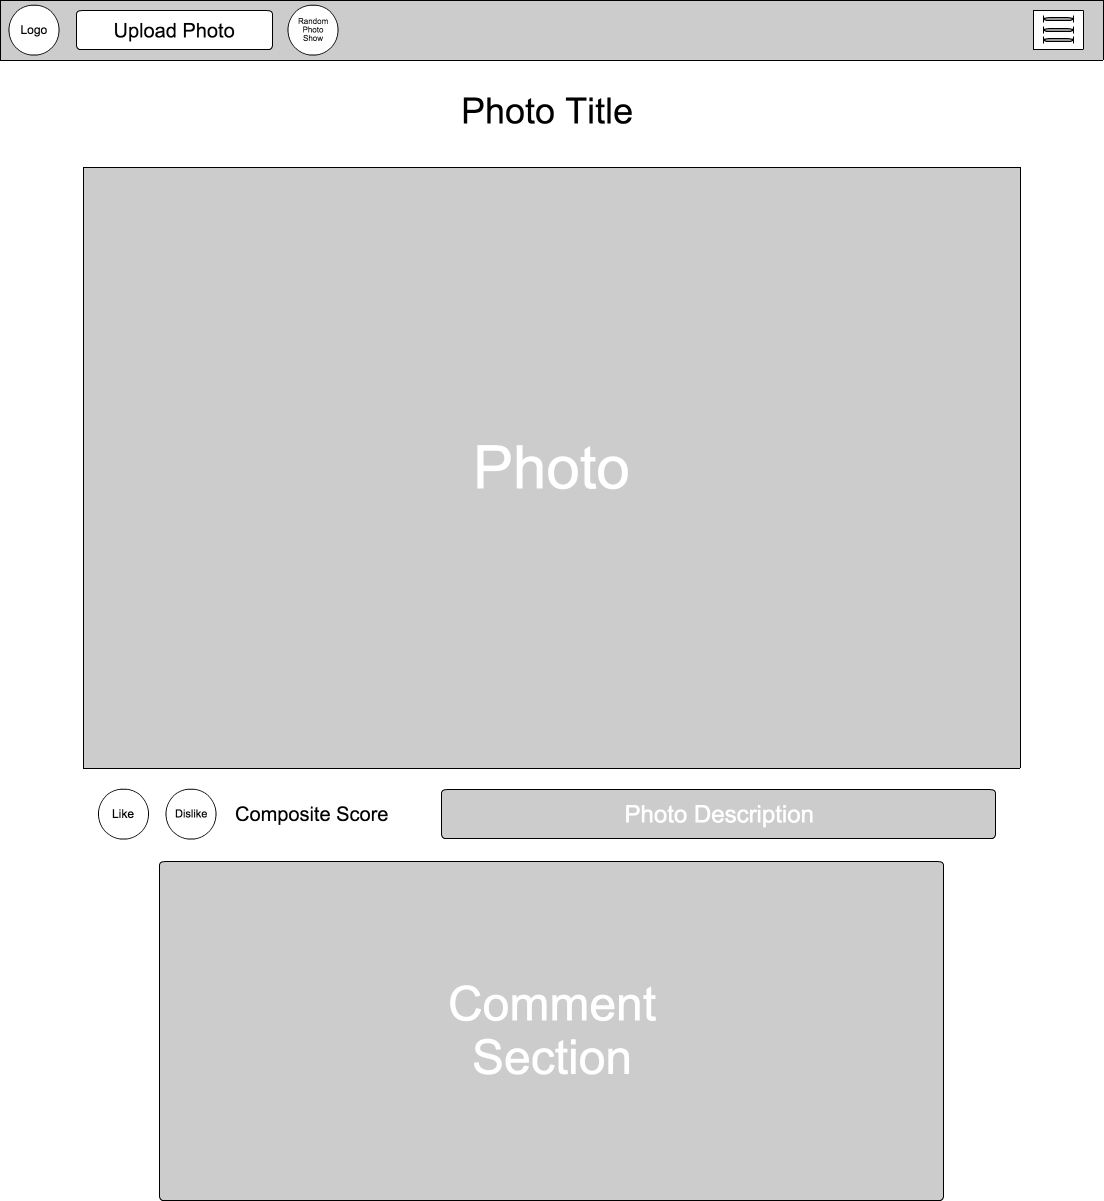 Logo
Upload Photo
Random
Photo
Show
Photo Title
Photo
Like
Dislike
Composite Score
Photo Description
Comment
Section